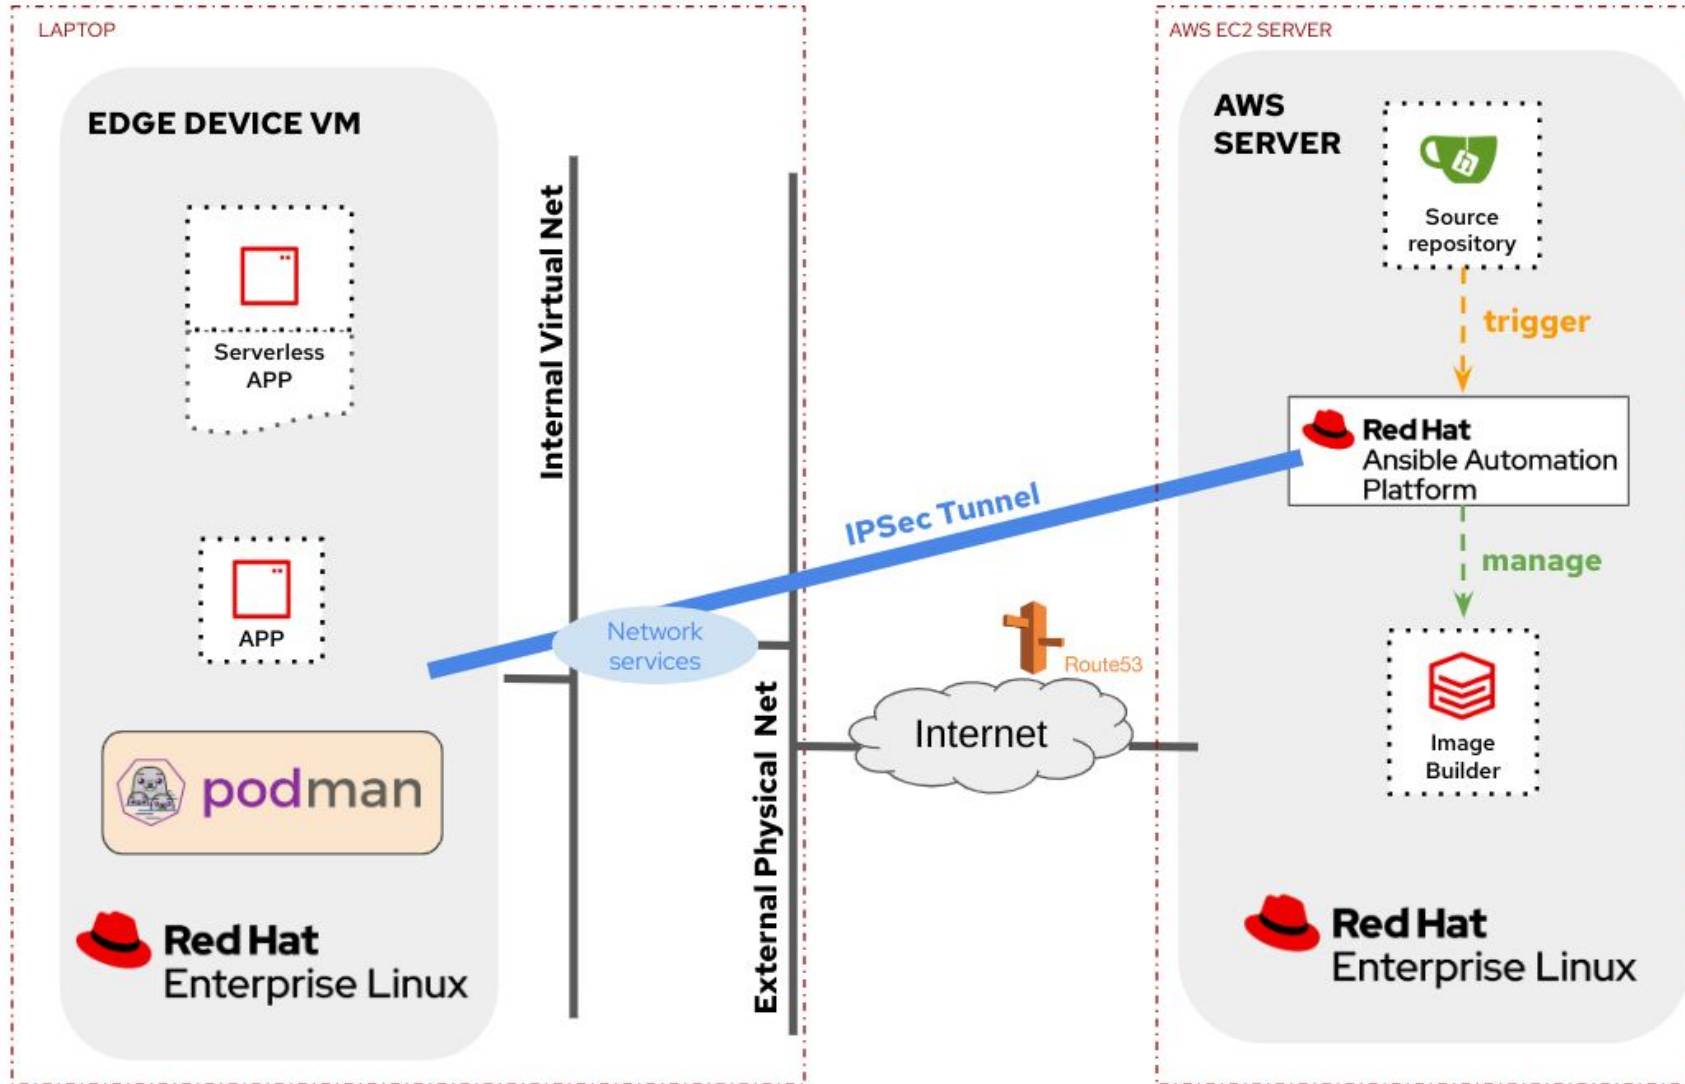 LAPTOP
EDGE DEVICE VM
Serverless
APP
APP
podman
Red Hat
Enterprise Linux
Internal Virtual Net
Network
services
External Physical Net
IPSec Tunnel
Route53
Internet
AWS EC2 SERVER
AWS
SERVER
Source
repository
trigger
Red Hat
Ansible Automation
Platform
manage
Image
Builder
Red Hat
Enterprise Linux